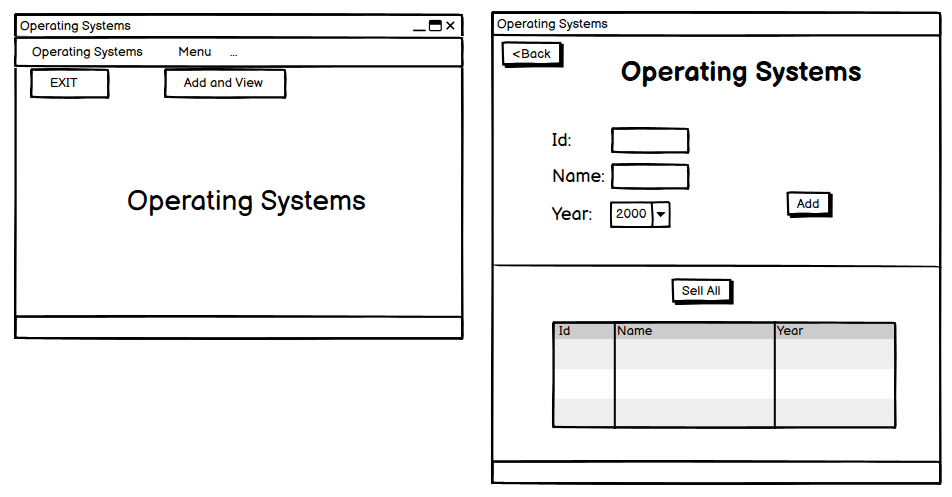 Operating Systems
Operating Systems Menu ...
EXIT Add and View
Operating Systems
Operating Systems
<Back
Operating Systems
Id:
Name:
Year: 2000
Add
Sell All
Id Name Year